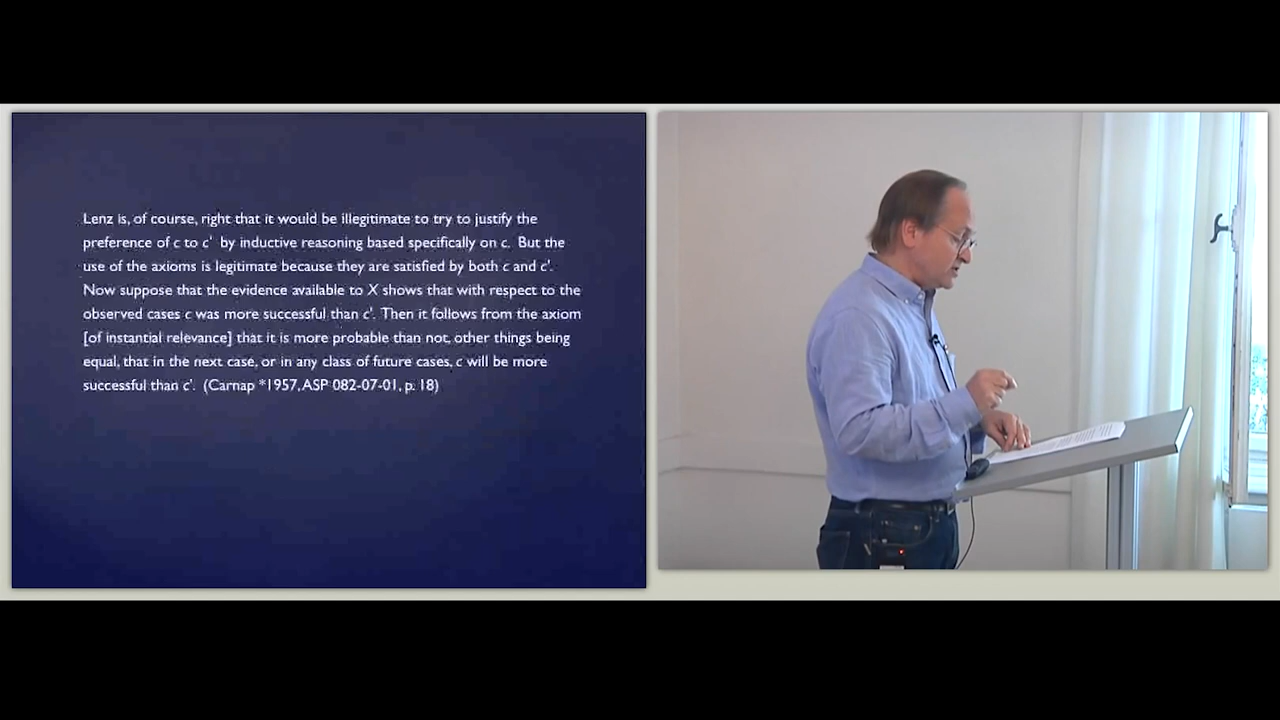 Lenz is, of course, right that it would be illegitimate to try to justify the
preference of c to c' by inductive reasoning based specifically on c. But the
use of the axioms is legitimate because they are satisfied by both c and c'.
Now suppose that the evidence available to X shows that with respect to the
observed cases c was more successful than c'. Then it follows from the axiom
[of instantial relevance] that it is more probable than not, other things being
equal, that in the next case, or in any class of future cases, c will be more
successful than c'. (Carnap *1957, ASP 082-07-01, p. 18)